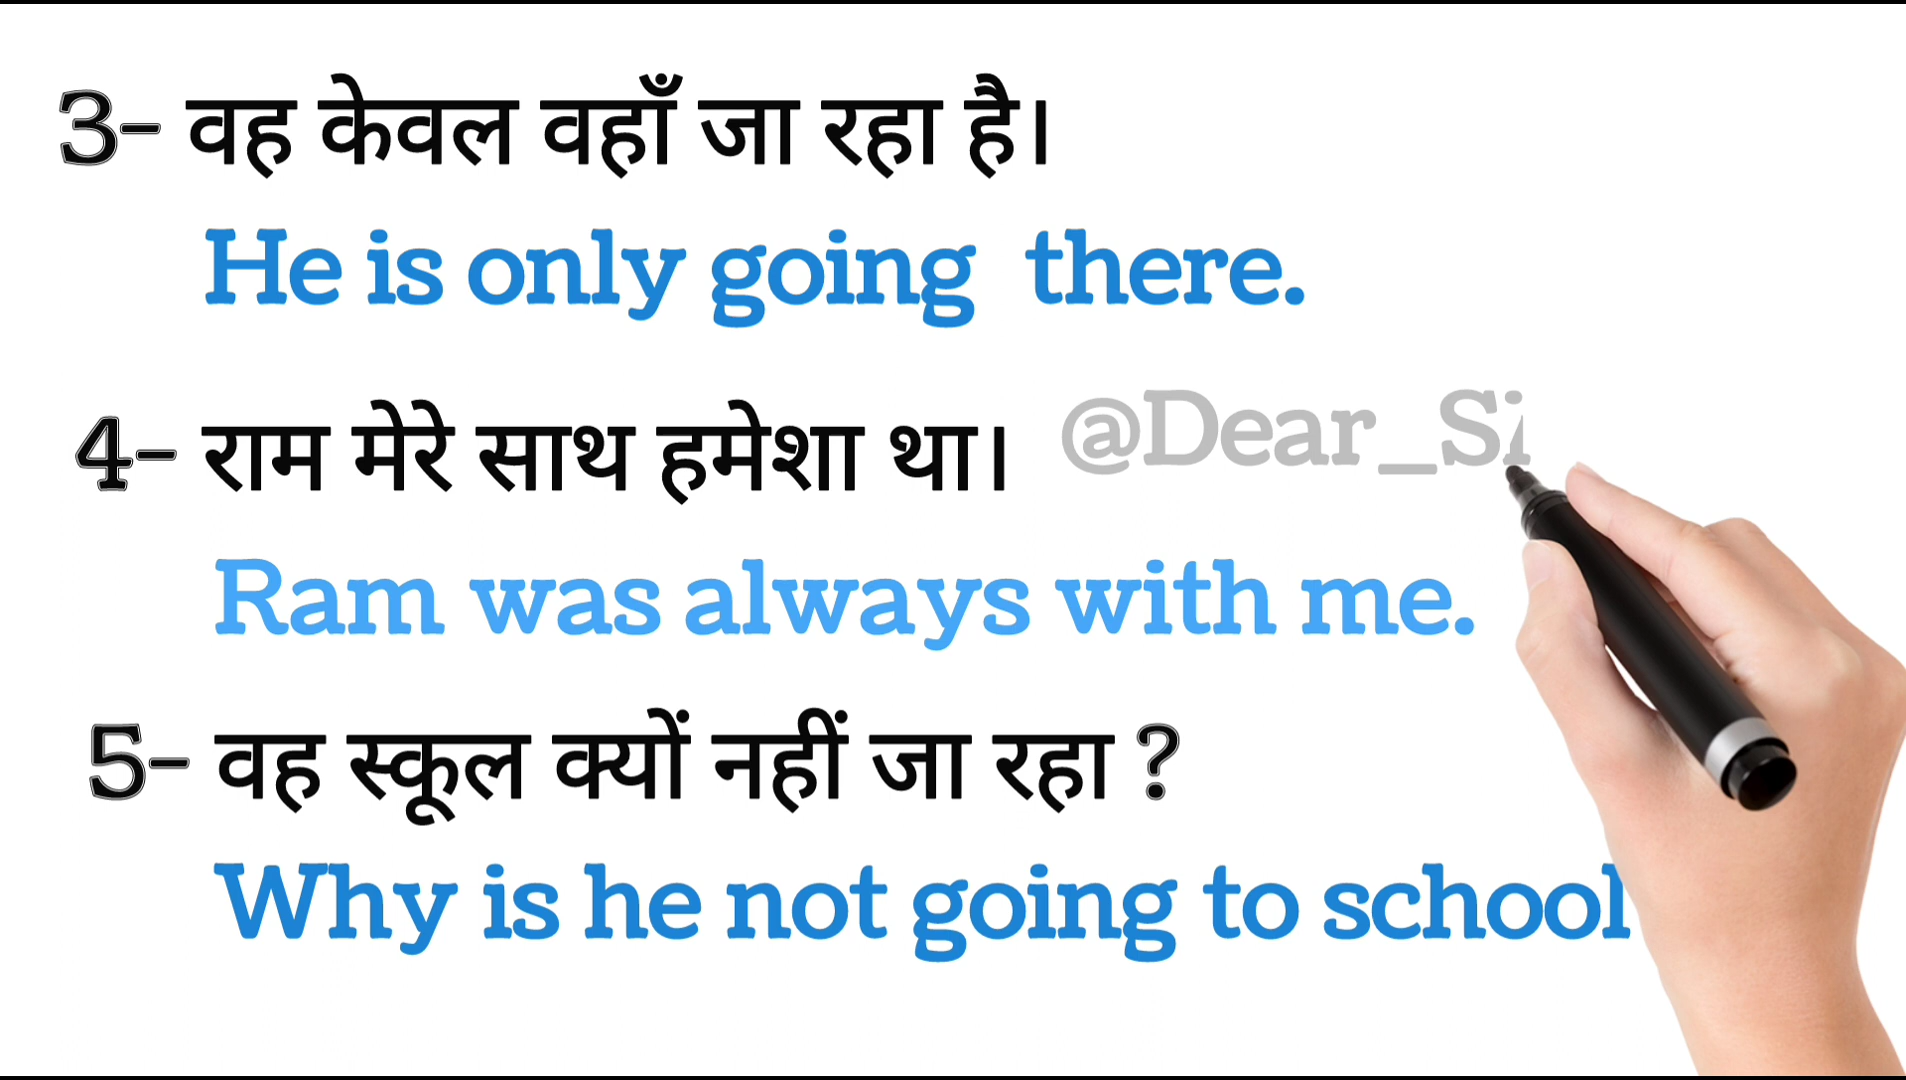 3- वह केवल वहाँ जा रहा है।
He is only going there.
4- राम मेरे साथ हमेशा था। @Dear_Si
Ram was always with me.
5- वह स्कूल क्यों नहीं जा रहा ?
Why is he not going to school